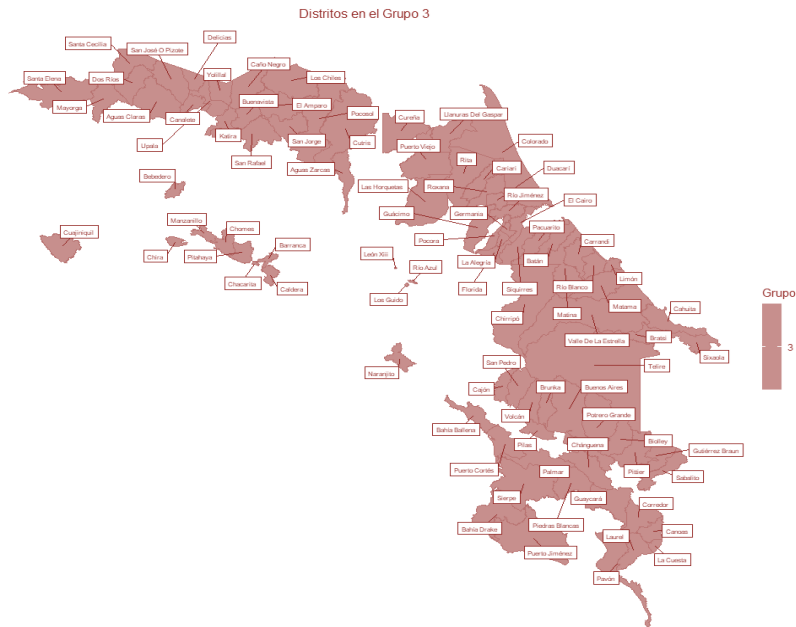 Distritos en el Grupo 3
Delicias
Santa Cecilia
San José O Pizote
Caño Negro
Santa Elena
Dos Ríos
Yolillal
Los Chiles
Mayorga
Buenavista
El Amparo
Aguas Claras
Canalete
Pocosol
Cureña
Llanuras Del Gaspar
Upala
Katira
San Jorge
Cutris
Puerto Viejo
Colorado
San Rafael
Rita
Aguas Zarcas
Cariari
Duacarí
Bebedero
Las Horquetas
Roxana
Río Jiménez
El Cairo
Manzanillo
Guácimo
Germania
Cuajiniquil
Chomes
Pacuarito
Pocora
Carrandi
Barranca
Chira
Pitahaya
León Xiii
Río Azul
La Alegría
Batán
Limón
Chacarita
Caldera
Los Guido
Florida
Siquirres
Río Blanco
Matama
Cahuita
Chirripó
Matina
Valle De La Estrella
Bratsi
Grupo
3
Sixaola
Naranjito
San Pedro
Telire
Cajón
Brunka
Buenos Aires
Volcán
Potrero Grande
Bahía Ballena
Pilas
Chánguena
Biolley
Gutiérrez Braun
Puerto Cortés
Palmar
Pittier
Sabalito
Sierpe
Guaycará
Corredor
Bahía Drake
Piedras Blancas
Canoas
Laurel
Puerto Jiménez
La Cuesta
Pavón